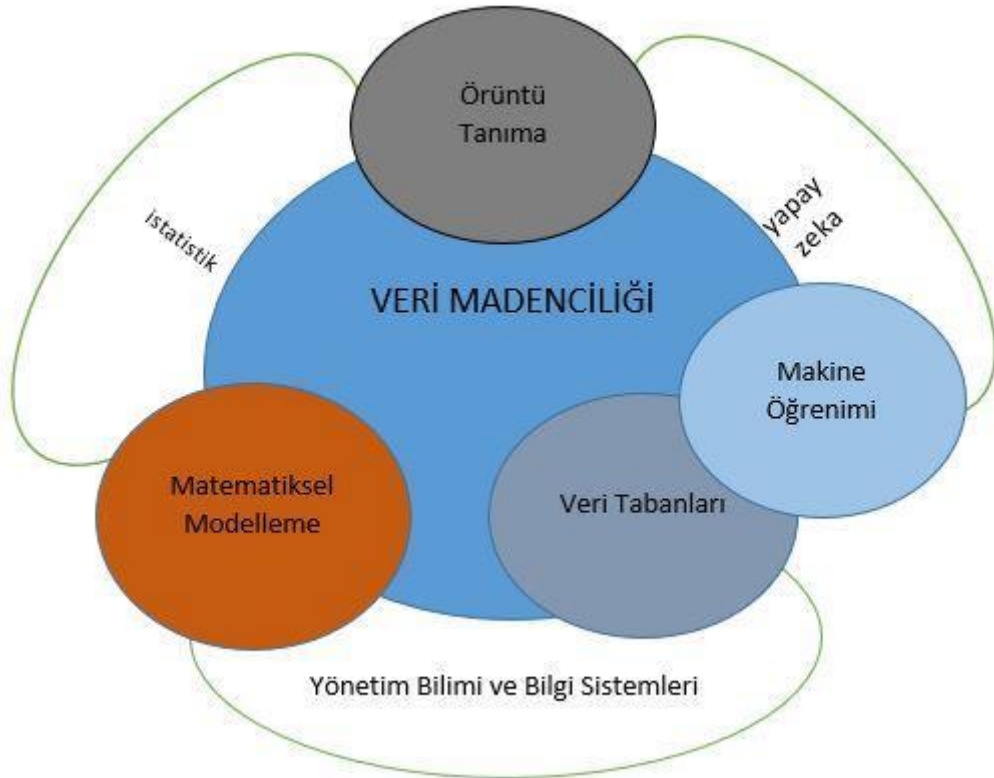 Örüntü
Tanıma
istatistik
yapay
zeka
VERİ MADENCİLİĞİ
Makine
Öğrenimi
Matematiksel
Modelleme
Veri Tabanları
Yönetim Bilimi ve Bilgi Sistemleri